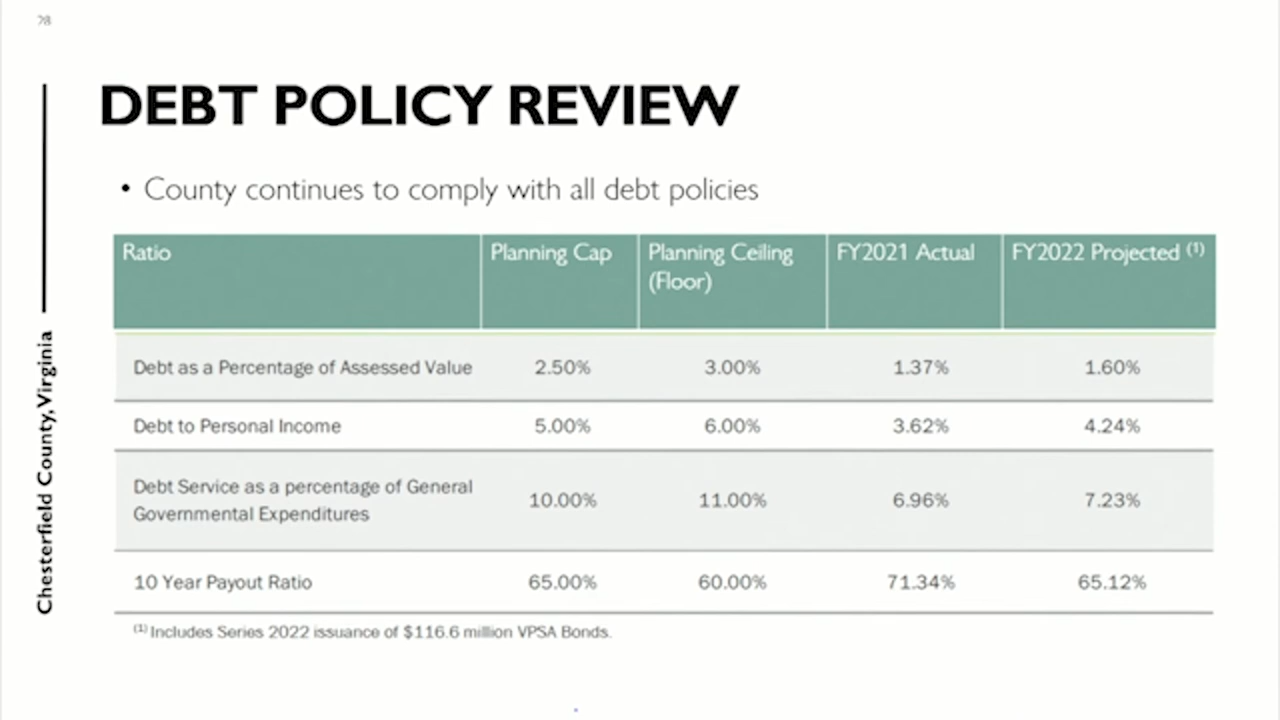 28
DEBT POLICY REVIEW
• County continues to comply with all debt policies
Ratio Planning Cap Planning Ceiling (Floor) FY2021 Actual FY2022 Projected (1)
Debt as a Percentage of Assessed Value 2.50% 3.00% 1.37% 1.60%
Debt to Personal Income 5.00% 6.00% 3.62% 4.24%
Debt Service as a percentage of General
Governmental Expenditures 10.00% 11.00% 6.96% 7.23%
10 Year Payout Ratio 65.00% 60.00% 71.34% 65.12%
(1) Includes Series 2022 issuance of $116.6 million VPSA Bonds.
Chesterfield County, Virginia